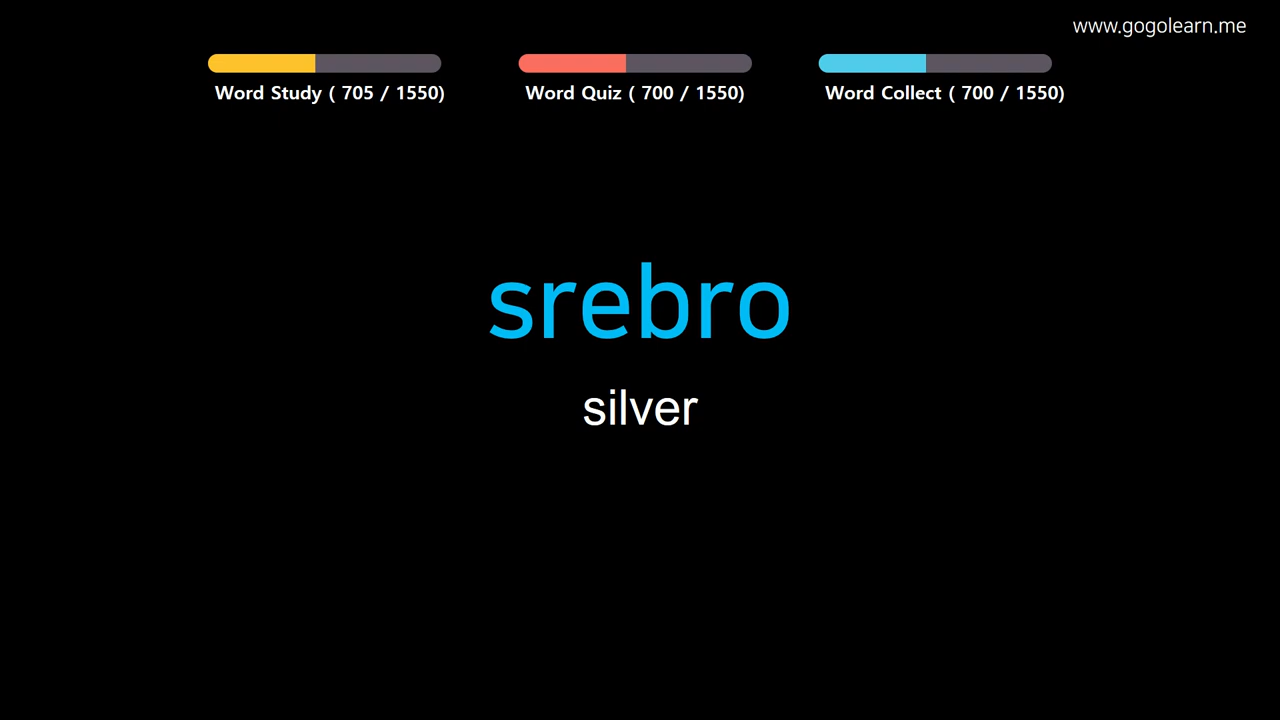 www.gogolearn.me
Word Study ( 705 / 1550)
Word Quiz ( 700 / 1550)
Word Collect ( 700 / 1550)
srebro
silver